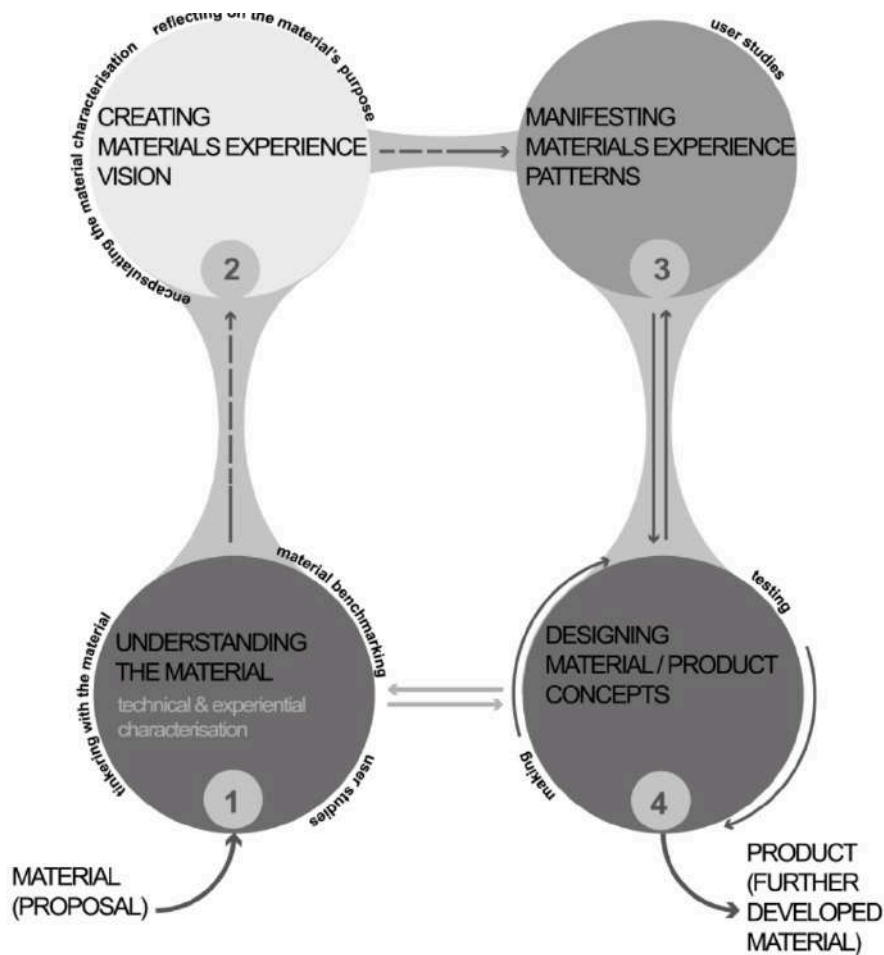 reflecting on the material's purpose
encapsulating the material characterisation
CREATING
MATERIALS EXPERIENCE
VISION
2
user studies
MANIFESTING
MATERIALS EXPERIENCE
PATTERNS
3
tinkering with the material
material benchmarking
user studies
UNDERSTANDING
THE MATERIAL
technical & experiential
characterisation
1
MATERIAL
(PROPOSAL)
testing
making
DESIGNING
MATERIAL / PRODUCT
CONCEPTS
4
PRODUCT
(FURTHER
DEVELOPED
MATERIAL)